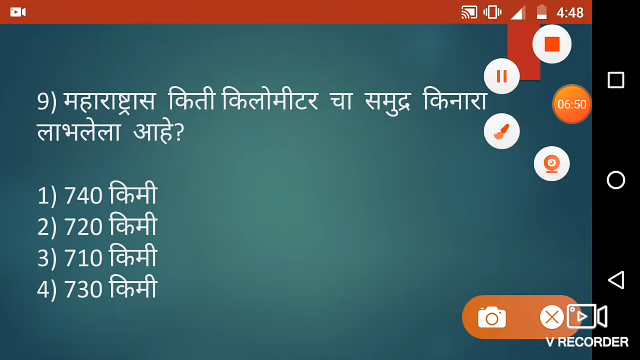 4:48
9) महाराष्ट्रास किती किलोमीटर चा समुद्र किनारा
लाभलेला आहे?
06:50
1) 740 किमी
2) 720 किमी
3) 710 किमी
4) 730 किमी
V RECORDER